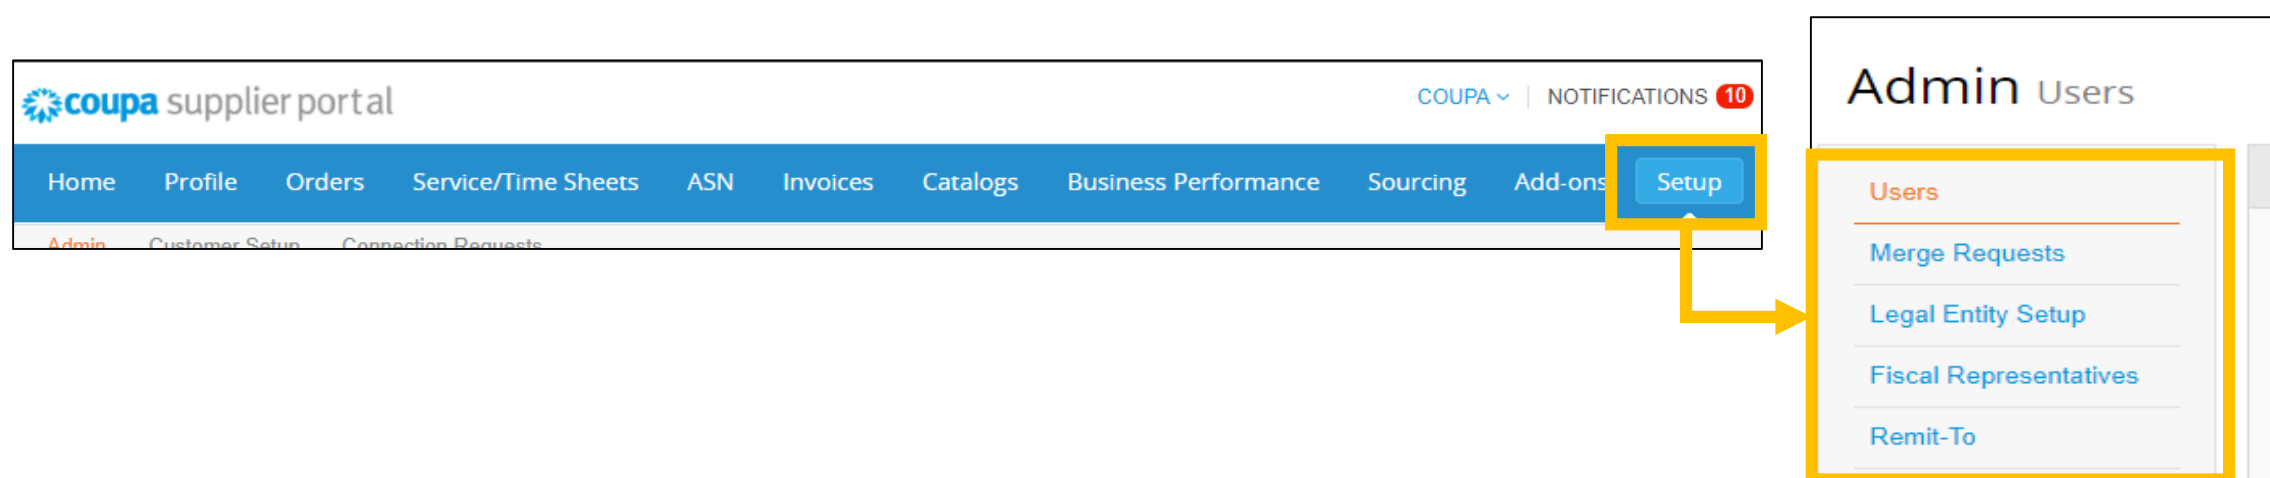 coupa supplier portal
COUPA NOTIFICATIONS 10
Home Profile Orders Service/Time Sheets ASN Invoices Catalogs Business Performance Sourcing Add-ons Setup
Admin Customer Setup Connection Requests
Admin Users
Users
Merge Requests
Legal Entity Setup
Fiscal Representatives
Remit-To